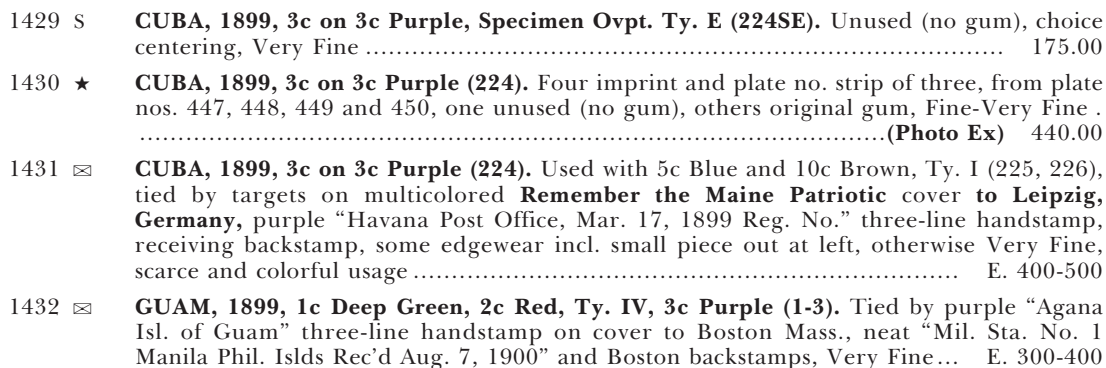 1429 S CUBA, 1899, 3c on 3c Purple, Specimen Ovpt. Ty. E (224SE). Unused (no gum), choice
centering, Very Fine ........................................................................................ 175.00
1430 ★ CUBA, 1899, 3c on 3c Purple (224). Four imprint and plate no. strip of three, from plate
nos. 447, 448, 449 and 450, one unused (no gum), others original gum, Fine-Very Fine .
........................................................................................(Photo Ex) 440.00
1431 ✉ CUBA, 1899, 3c on 3c Purple (224). Used with 5c Blue and 10c Brown, Ty. I (225, 226),
tied by targets on multicolored Remember the Maine Patriotic cover to Leipzig,
Germany, purple “Havana Post Office, Mar. 17, 1899 Reg. No.” three-line handstamp,
receiving backstamp, some edgewear incl. small piece out at left, otherwise Very Fine,
scarce and colorful usage ........................................................................ E. 400-500
1432 ✉ GUAM, 1899, 1c Deep Green, 2c Red, Ty. IV, 3c Purple (1-3). Tied by purple “Agana
Isl. of Guam” three-line handstamp on cover to Boston Mass., neat “Mil. Sta. No. 1
Manila Phil. Islds Rec’d Aug. 7, 1900” and Boston backstamps, Very Fine... E. 300-400